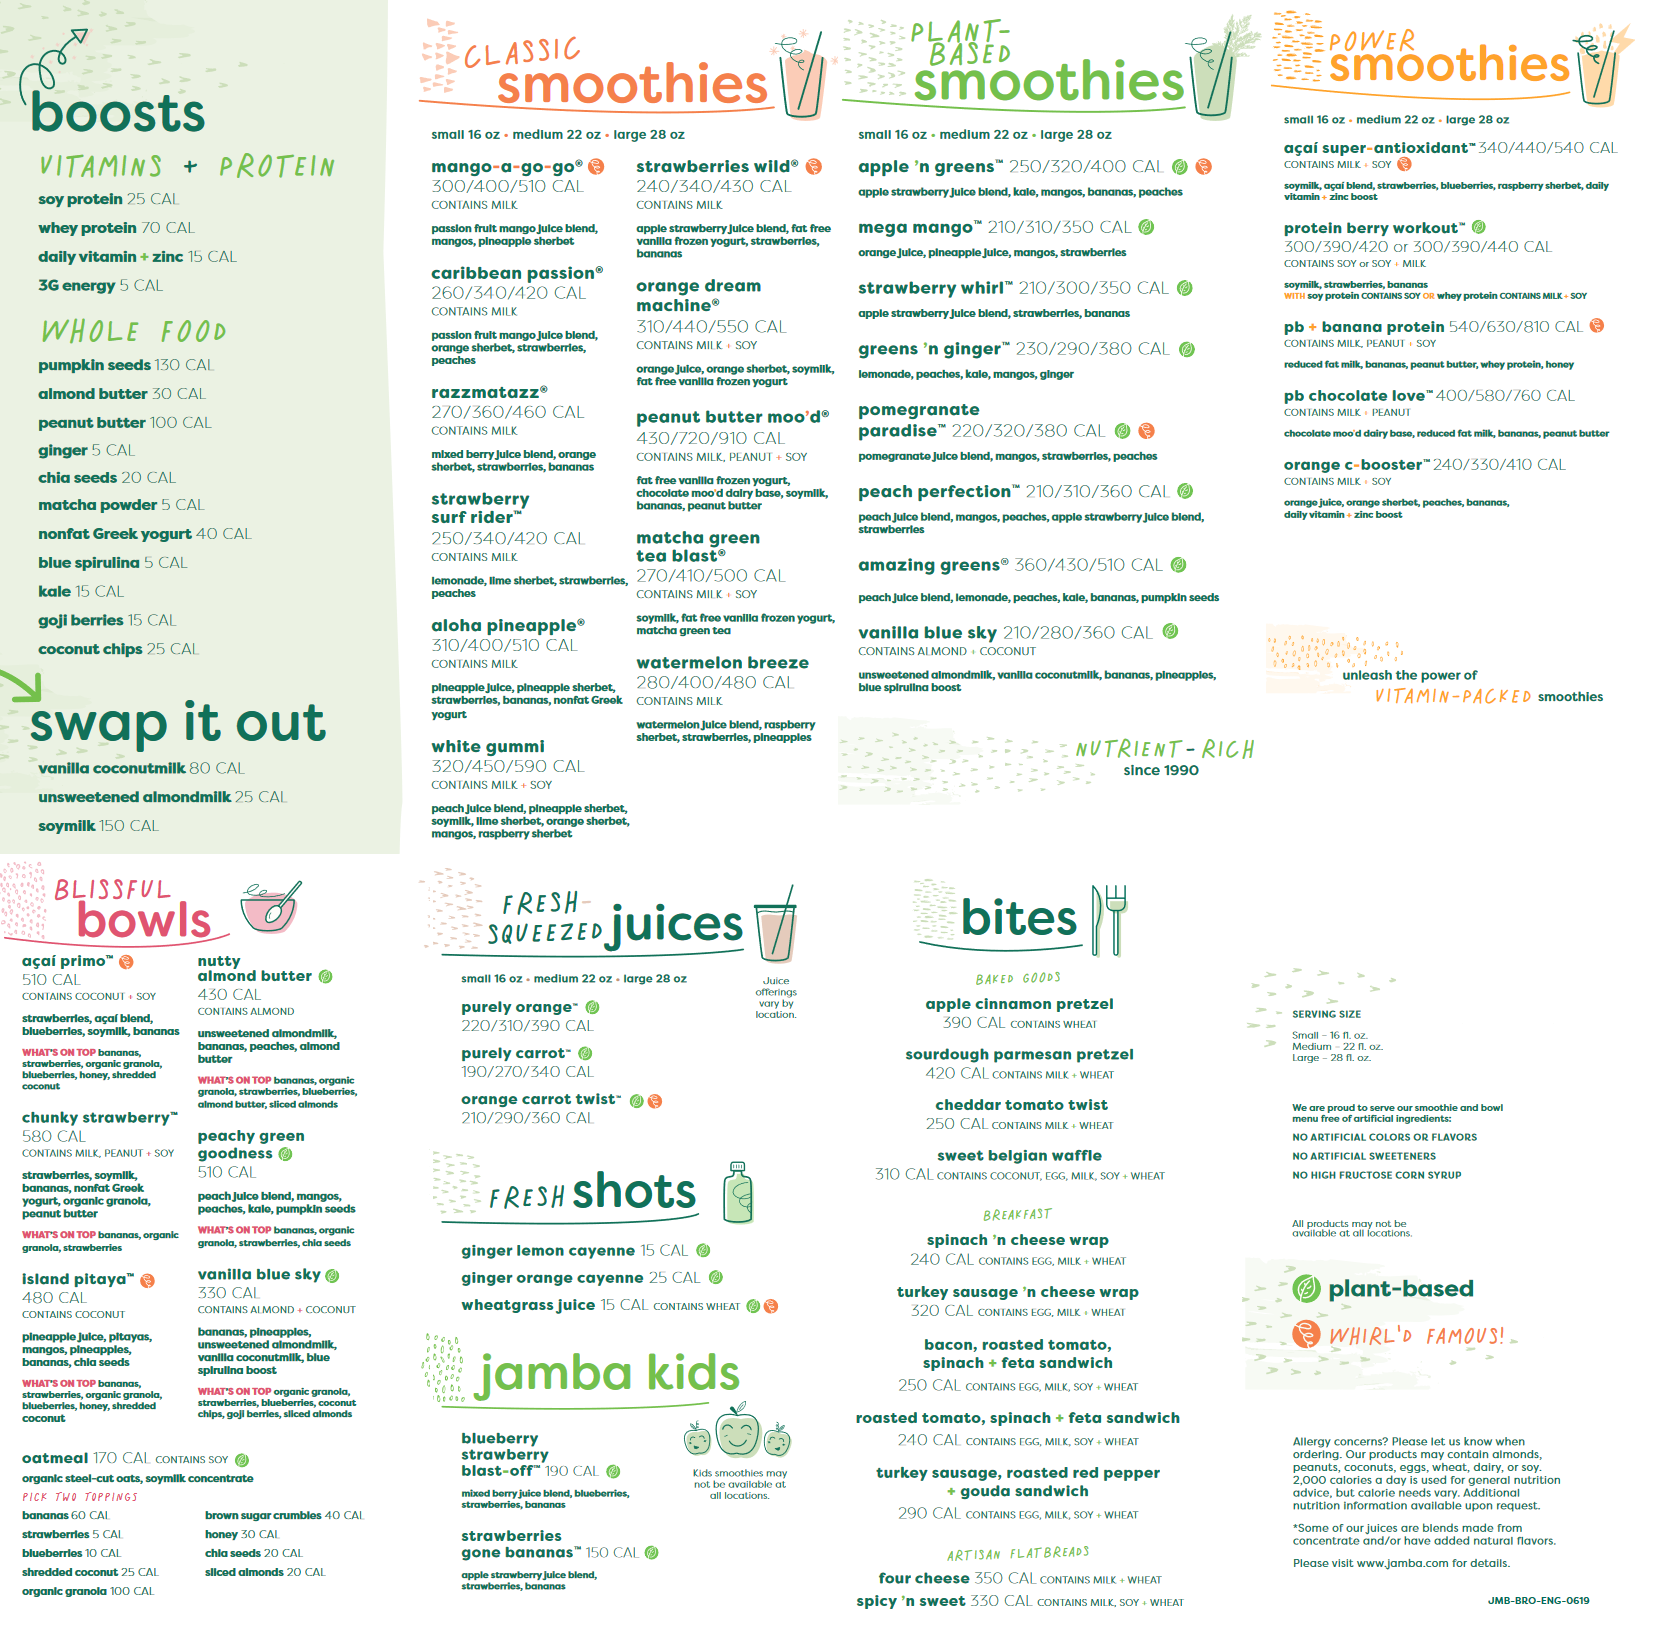 boosts
VITAMINS + PROTEIN
soy protein 25 CAL
whey protein 70 CAL
daily vitamin + zinc 15 CAL
3G energy 5 CAL
WHOLE FOOD
pumpkin seeds 130 CAL
almond butter 30 CAL
peanut butter 100 CAL
ginger 5 CAL
chia seeds 20 CAL
matcha powder 5 CAL
nonfat Greek yogurt 40 CAL
blue spirulina 5 CAL
kale 15 CAL
goji berries 15 CAL
coconut chips 25 CAL
swap it out
vanilla coconutmilk 80 CAL
unsweetened almondmilk 25 CAL
soymilk 150 CAL
CLASSIC
smoothies
small 16 oz • medium 22 oz • large 28 oz
mango-a-go-go®
300/400/510 CAL
CONTAINS MILK
passion fruit mango juice blend,
mangos, pineapple sherbet
caribbean passion®
260/340/420 CAL
CONTAINS MILK
passion fruit mango juice blend,
orange sherbet, strawberries,
peaches
razzmatazz®
270/360/460 CAL
CONTAINS MILK
mixed berry juice blend, orange
sherbet, strawberries, bananas
strawberry
surf rider™
250/340/420 CAL
CONTAINS MILK
lemonade, lime sherbet, strawberries,
peaches
aloha pineapple®
310/400/510 CAL
CONTAINS MILK
pineapple juice, pineapple sherbet,
strawberries, bananas, nonfat Greek
yogurt
white gummi
320/450/590 CAL
CONTAINS MILK + SOY
peach juice blend, pineapple sherbet,
soymilk, lime sherbet, orange sherbet,
mangos, raspberry sherbet
strawberries wild®
240/340/430 CAL
CONTAINS MILK
apple strawberry juice blend, fat free
vanilla frozen yogurt, strawberries,
bananas
orange dream
machine®
310/440/550 CAL
CONTAINS MILK + SOY
orange juice, orange sherbet, soymilk,
fat free vanilla frozen yogurt
peanut butter moo'd®
430/720/910 CAL
CONTAINS MILK, PEANUT + SOY
fat free vanilla frozen yogurt,
chocolate moo'd dairy base, soymilk,
bananas, peanut butter
matcha green
tea blast®
270/410/500 CAL
CONTAINS MILK + SOY
soymilk, fat free vanilla frozen yogurt,
matcha green tea
watermelon breeze
280/400/480 CAL
CONTAINS MILK
watermelon juice blend, raspberry
sherbet, strawberries, pineapples
PLANT-
BASED
smoothies
small 16 oz • medium 22 oz • large 28 oz
apple 'n greens™ 250/320/400 CAL
apple strawberry juice blend, kale, mangos, bananas, peaches
mega mango™ 210/310/350 CAL
orange juice, pineapple juice, mangos, strawberries
strawberry whirl™ 210/300/350 CAL
apple strawberry juice blend, strawberries, bananas
greens 'n ginger™ 230/290/380 CAL
lemonade, peaches, kale, mangos, ginger
pomegranate
paradise™ 220/320/380 CAL
pomegranate juice blend, mangos, strawberries, peaches
peach perfection™ 210/310/360 CAL
peach juice blend, mangos, peaches, apple strawberry juice blend,
strawberries
amazing greens® 360/430/510 CAL
peach juice blend, lemonade, peaches, kale, bananas, pumpkin seeds
vanilla blue sky 210/280/360 CAL
CONTAINS ALMOND + COCONUT
unsweetened almondmilk, vanilla coconutmilk, bananas, pineapples,
blue spirulina boost
NUTRIENT-RICH
since 1990
POWER
smoothies
small 16 oz • medium 22 oz • large 28 oz
açaí super-antioxidant™ 340/440/540 CAL
CONTAINS MILK + SOY
soymilk, açaí blend, strawberries, blueberries, raspberry sherbet, daily
vitamin + zinc boost
protein berry workout™
300/390/420 or 300/390/440 CAL
CONTAINS SOY or SOY + MILK
soymilk, strawberries, bananas
WITH soy protein CONTAINS SOY OR whey protein CONTAINS MILK + SOY
pb + banana protein 540/630/810 CAL
CONTAINS MILK, PEANUT + SOY
reduced fat milk, bananas, peanut butter, whey protein, honey
pb chocolate love™ 400/580/760 CAL
CONTAINS MILK + PEANUT
chocolate moo'd dairy base, reduced fat milk, bananas, peanut butter
orange c-booster™ 240/330/410 CAL
CONTAINS MILK + SOY
orange juice, orange sherbet, peaches, bananas,
daily vitamin + zinc boost
unleash the power of
VITAMIN-PACKED smoothies
BLISSFUL
bowls
açaí primo™
510 CAL
CONTAINS COCONUT + SOY
strawberries, açaí blend,
blueberries, soymilk, bananas
WHAT'S ON TOP bananas,
strawberries, organic granola,
blueberries, honey, shredded
coconut
chunky strawberry™
580 CAL
CONTAINS MILK, PEANUT + SOY
strawberries, soymilk,
bananas, nonfat Greek
yogurt, organic granola,
peanut butter
WHAT'S ON TOP bananas, organic
granola, strawberries
island pitaya™
480 CAL
CONTAINS COCONUT
pineapple juice, pitayas,
mangos, pineapples,
bananas, chia seeds
WHAT'S ON TOP bananas,
strawberries, organic granola,
blueberries, honey, shredded
coconut
nutty
almond butter
430 CAL
CONTAINS ALMOND
unsweetened almondmilk,
bananas, peaches, almond
butter
WHAT'S ON TOP bananas, organic
granola, strawberries, blueberries,
almond butter, sliced almonds
peachy green
goodness
510 CAL
peach juice blend, mangos,
peaches, kale, pumpkin seeds
WHAT'S ON TOP bananas, organic
granola, strawberries, chia seeds
vanilla blue sky
330 CAL
CONTAINS ALMOND + COCONUT
bananas, pineapples,
unsweetened almondmilk,
vanilla coconutmilk, blue
spirulina boost
WHAT'S ON TOP organic granola,
strawberries, blueberries, coconut
chips, goji berries, sliced almonds
oatmeal 170 CAL CONTAINS SOY
organic steel-cut oats, soymilk concentrate
PICK TWO TOPPINGS
bananas 60 CAL
strawberries 5 CAL
blueberries 10 CAL
shredded coconut 25 CAL
organic granola 100 CAL
brown sugar crumbles 40 CAL
honey 30 CAL
chia seeds 20 CAL
sliced almonds 20 CAL
FRESH-
SQUEEZED juices
small 16 oz • medium 22 oz • large 28 oz
Juice
offerings
vary by
location.
purely orange™
220/310/390 CAL
purely carrot™
190/270/340 CAL
orange carrot twist™
210/290/360 CAL
FRESH shots
ginger lemon cayenne 15 CAL
ginger orange cayenne 25 CAL
wheatgrass juice 15 CAL CONTAINS WHEAT
jamba kids
blueberry
strawberry
blast-off™ 190 CAL
mixed berry juice blend, blueberries,
strawberries, bananas
strawberries
gone bananas™ 150 CAL
apple strawberry juice blend,
strawberries, bananas
Kids smoothies may
not be available at
all locations.
bites
BAKED GOODS
apple cinnamon pretzel
390 CAL CONTAINS WHEAT
sourdough parmesan pretzel
420 CAL CONTAINS MILK + WHEAT
cheddar tomato twist
250 CAL CONTAINS MILK + WHEAT
sweet belgian waffle
310 CAL CONTAINS COCONUT, EGG, MILK, SOY + WHEAT
BREAKFAST
spinach 'n cheese wrap
240 CAL CONTAINS EGG, MILK + WHEAT
turkey sausage 'n cheese wrap
320 CAL CONTAINS EGG, MILK + WHEAT
bacon, roasted tomato,
spinach + feta sandwich
250 CAL CONTAINS EGG, MILK, SOY + WHEAT
roasted tomato, spinach + feta sandwich
240 CAL CONTAINS EGG, MILK, SOY + WHEAT
turkey sausage, roasted red pepper
+ gouda sandwich
290 CAL CONTAINS EGG, MILK, SOY + WHEAT
ARTISAN FLATBREADS
four cheese 350 CAL CONTAINS MILK + WHEAT
spicy 'n sweet 330 CAL CONTAINS MILK, SOY + WHEAT
SERVING SIZE
Small – 16 fl. oz.
Medium – 22 fl. oz.
Large – 28 fl. oz.
We are proud to serve our smoothie and bowl
menu free of artificial ingredients:
NO ARTIFICIAL COLORS OR FLAVORS
NO ARTIFICIAL SWEETENERS
NO HIGH FRUCTOSE CORN SYRUP
All products may not be
available at all locations.
plant-based
WHIRL'D FAMOUS!
Allergy concerns? Please let us know when
ordering. Our products may contain almonds,
peanuts, coconuts, eggs, wheat, dairy, or soy.
2,000 calories a day is used for general nutrition
advice, but calorie needs vary. Additional
nutrition information available upon request.
*Some of our juices are blends made from
concentrate and/or have added natural flavors.
Please visit www.jamba.com for details.
JMB-BRO-ENG-0619